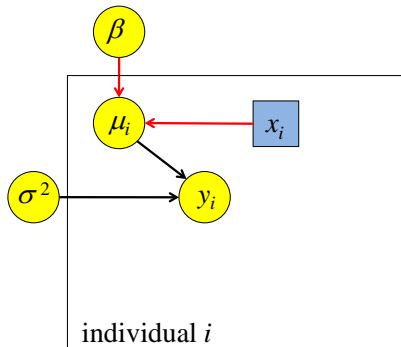 β
μᵢ
xᵢ
σ²
yᵢ
individual i